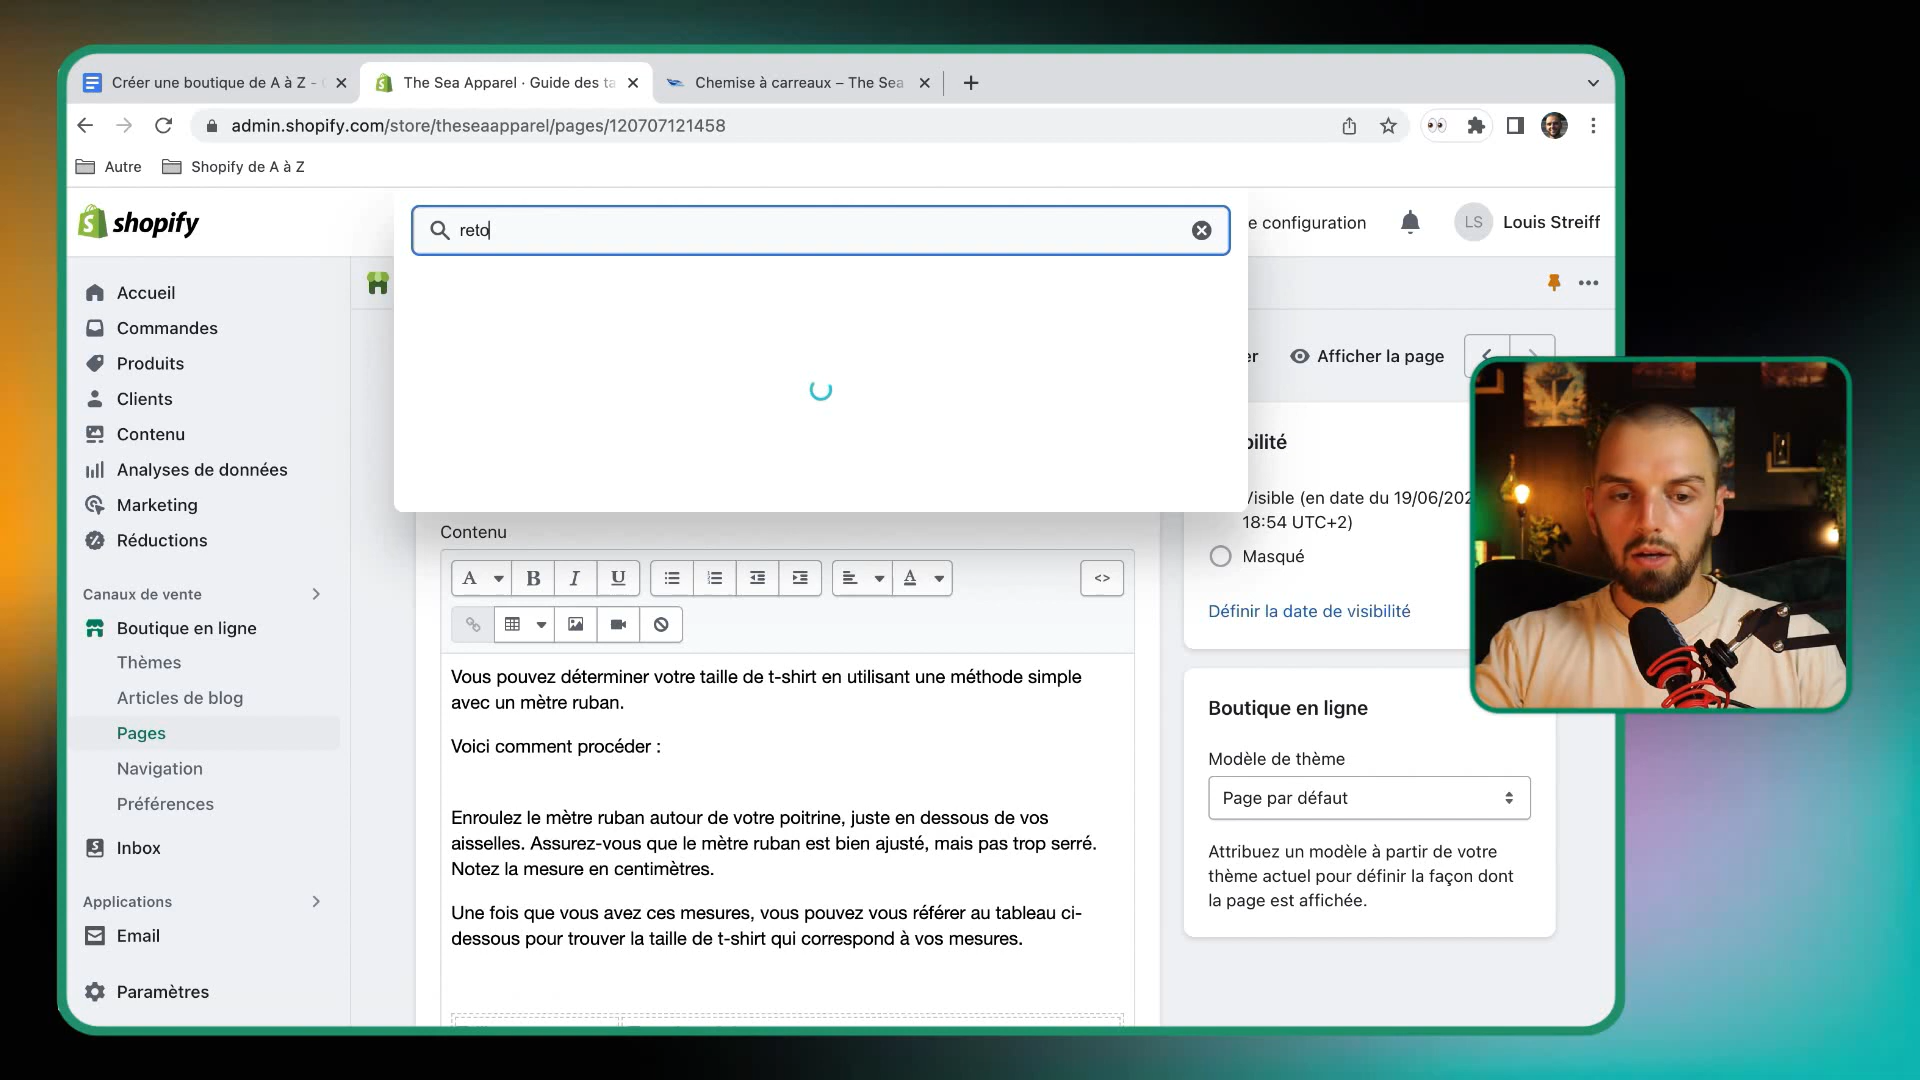 Créer une boutique de A à Z -
The Sea Apparel · Guide des ta
Chemise à carreaux – The Sea
admin.shopify.com/store/theseaapparel/pages/120707121458
Autre
Shopify de A à Z
shopify
reto
e configuration
LS
Louis Streiff
Accueil
Commandes
Produits
Clients
Contenu
Analyses de données
Marketing
Réductions
Canaux de vente
Boutique en ligne
Thèmes
Articles de blog
Pages
Navigation
Préférences
Inbox
Applications
Email
Paramètres
er
Afficher la page
Contenu
A
B
I
U
A
<>
Vous pouvez déterminer votre taille de t-shirt en utilisant une méthode simple
avec un mètre ruban.
Voici comment procéder :
Enroulez le mètre ruban autour de votre poitrine, juste en dessous de vos
aisselles. Assurez-vous que le mètre ruban est bien ajusté, mais pas trop serré.
Notez la mesure en centimètres.
Une fois que vous avez ces mesures, vous pouvez vous référer au tableau ci-
dessous pour trouver la taille de t-shirt qui correspond à vos mesures.
bilité
Visible (en date du 19/06/202
18:54 UTC+2)
Masqué
Définir la date de visibilité
Boutique en ligne
Modèle de thème
Page par défaut
Attribuez un modèle à partir de votre
thème actuel pour définir la façon dont
la page est affichée.